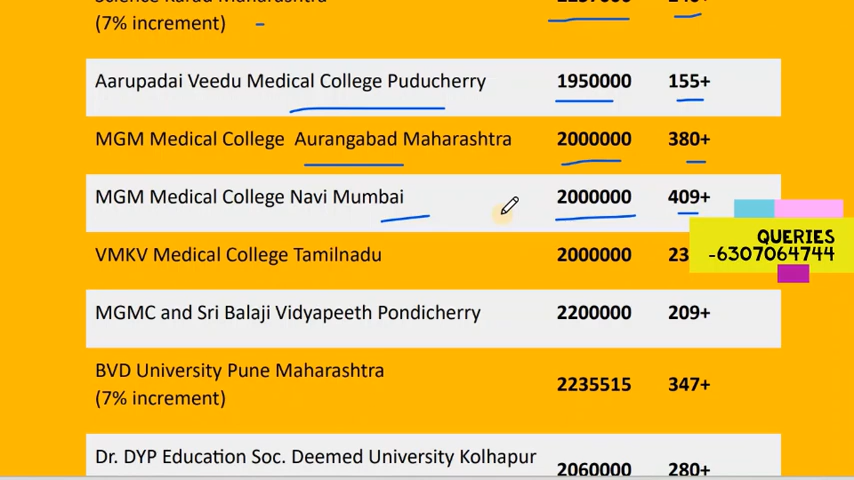 (7% increment)
Aarupadai Veedu Medical College Puducherry 1950000 155+
MGM Medical College Aurangabad Maharashtra 2000000 380+
MGM Medical College Navi Mumbai 2000000 409+
QUERIES
-6307064744
VMKV Medical College Tamilnadu 2000000 23
MGMC and Sri Balaji Vidyapeeth Pondicherry 2200000 209+
BVD University Pune Maharashtra
(7% increment) 2235515 347+
Dr. DYP Education Soc. Deemed University Kolhapur
2060000 280+